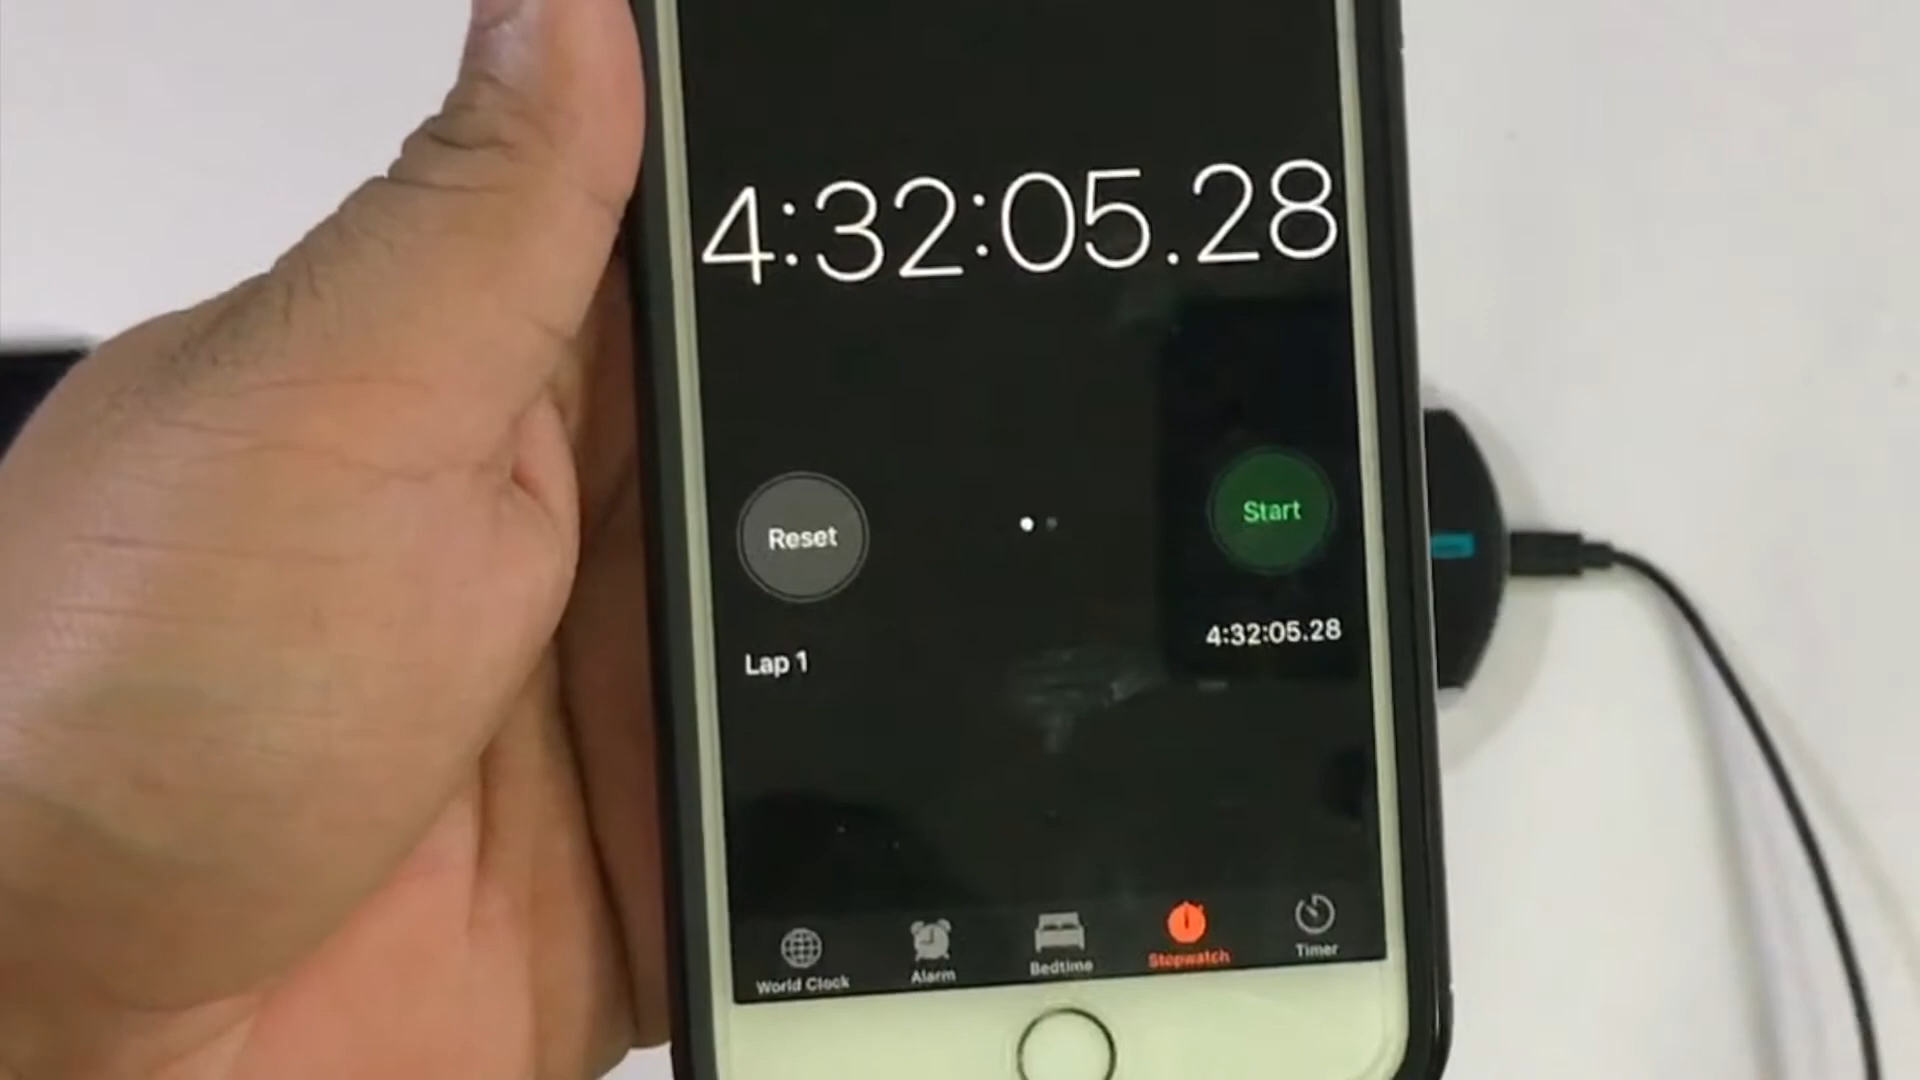 4:32:05.28
Reset
Start
Lap 1
4:32:05.28
World Clock
Alarm
Bedtime
Stopwatch
Timer